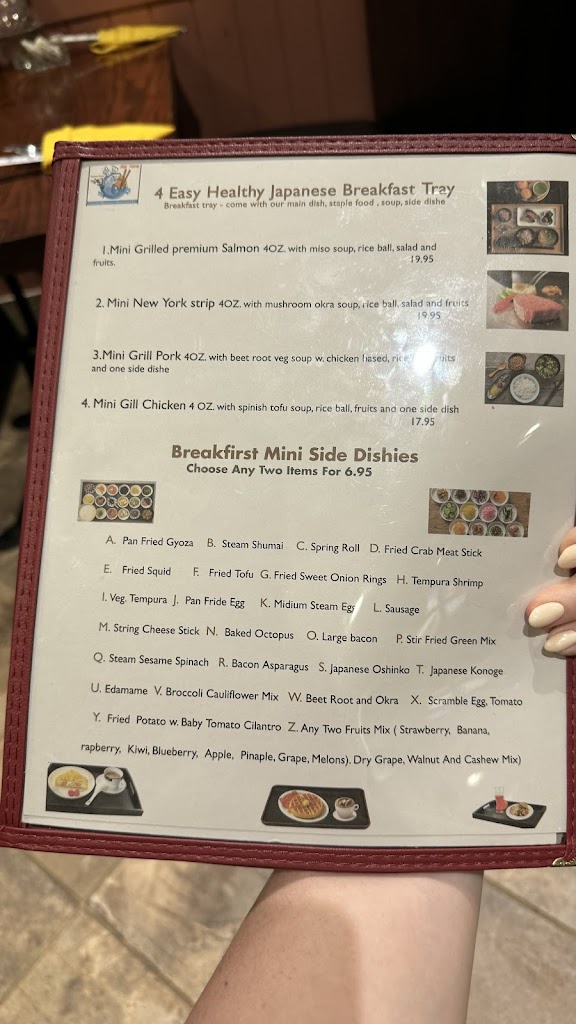 4 Easy Healthy Japanese Breakfast Tray
Breakfast tray - come with our main dish, staple food , soup, side dishe
1.Mini Grilled premium Salmon 4OZ. with miso soup, rice ball, salad and
fruits. 19.95
2. Mini New York strip 4OZ. with mushroom okra soup, rice ball, salad and fruits
19.95
3.Mini Grill Pork 4OZ. with beet root veg soup w. chicken based, rice
and one side dishe
4. Mini Gill Chicken 4 OZ. with spinish tofu soup, rice ball, fruits and one side dish
17.95
Breakfirst Mini Side Dishies
Choose Any Two Items For 6.95
A. Pan Fried Gyoza B. Steam Shumai C. Spring Roll D. Fried Crab Meat Stick
E. Fried Squid F. Fried Tofu G. Fried Sweet Onion Rings H. Tempura Shrimp
I. Veg. Tempura J. Pan Fride Egg K. Midium Steam Egg L. Sausage
M. String Cheese Stick N. Baked Octopus O. Large bacon P. Stir Fried Green Mix
Q. Steam Sesame Spinach R. Bacon Asparagus S. Japanese Oshinko T. Japanese Konoge
U. Edamame V. Broccoli Cauliflower Mix W. Beet Root and Okra X. Scramble Egg, Tomato
Y. Fried Potato w. Baby Tomato Cilantro Z. Any Two Fruits Mix ( Strawberry, Banana,
rapberry, Kiwi, Blueberry, Apple, Pinaple, Grape, Melons). Dry Grape, Walnut And Cashew Mix)